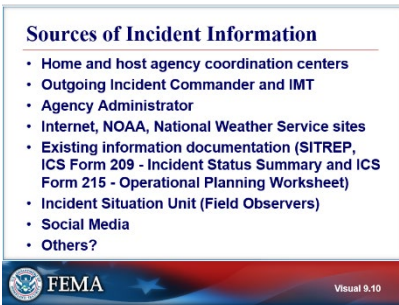 Sources of Incident Information
• Home and host agency coordination centers
• Outgoing Incident Commander and IMT
• Agency Administrator
• Internet, NOAA, National Weather Service sites
• Existing information documentation (SITREP,
ICS Form 209 - Incident Status Summary and ICS
Form 215 - Operational Planning Worksheet)
• Incident Situation Unit (Field Observers)
• Social Media
• Others?
FEMA
Visual 9.10